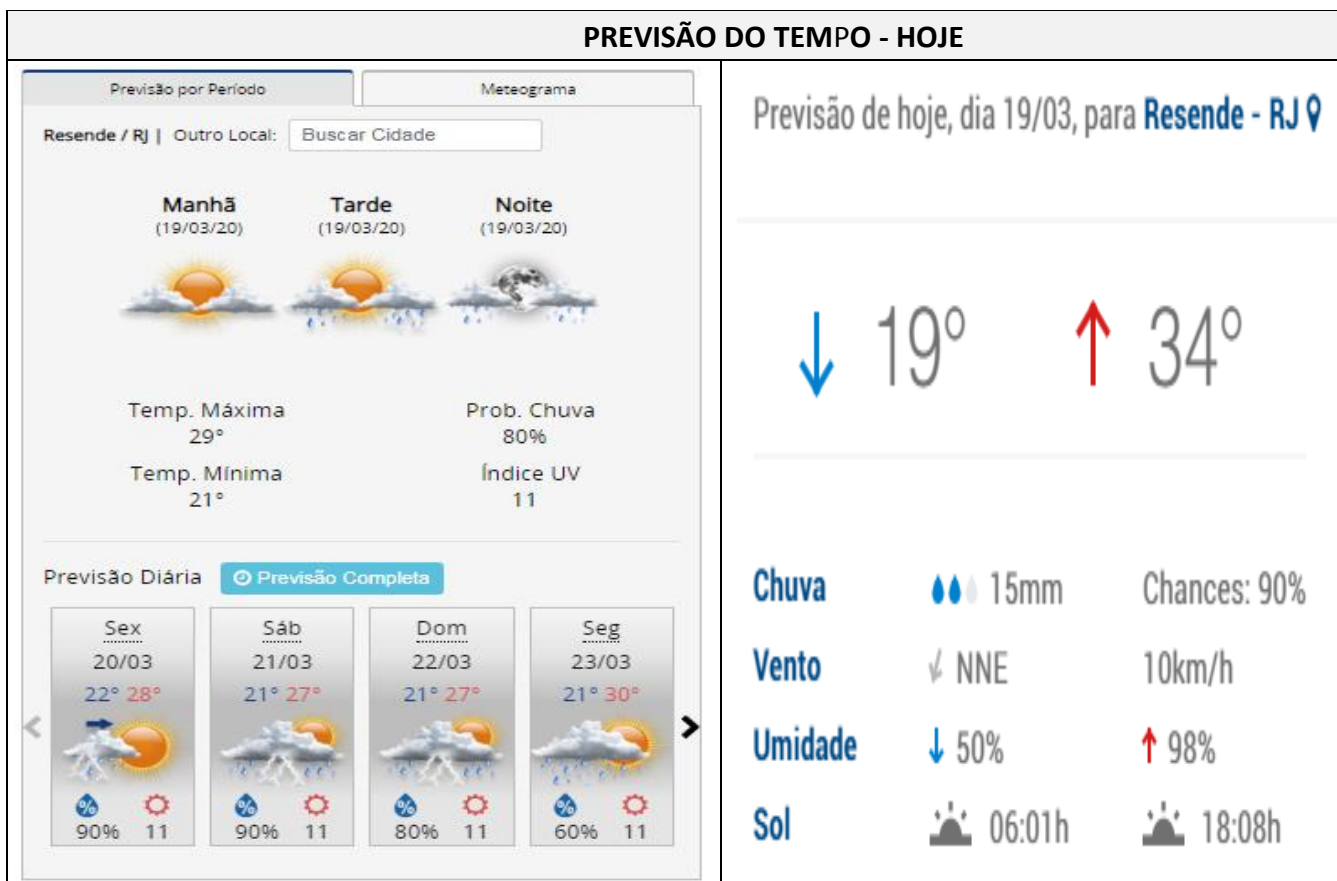 PREVISÃO DO TEMPO - HOJE
Previsão por Período
Meteograma
Resende / RJ | Outro Local: Buscar Cidade
Manhã Tarde Noite
(19/03/20) (19/03/20) (19/03/20)
Temp. Máxima Prob. Chuva
29° 80%
Temp. Mínima Índice UV
21° 11
Previsão Diária Previsão Completa
Sex Sáb Dom Seg
20/03 21/03 22/03 23/03
22° 28° 21° 27° 21° 27° 21° 30°
% % % %
90% 11 90% 11 80% 11 60% 11
Previsão de hoje, dia 19/03, para Resende - RJ
19° 34°
Chuva 15mm Chances: 90%
Vento NNE 10km/h
Umidade 50% 98%
Sol 06:01h 18:08h